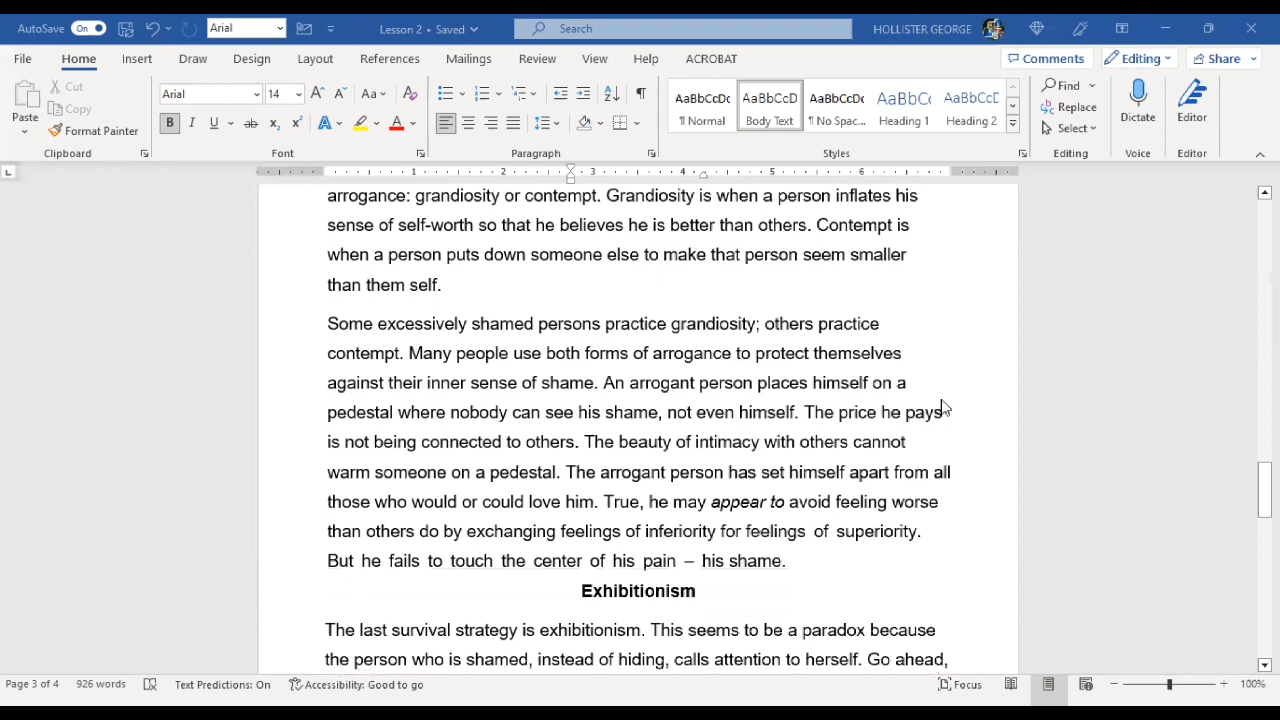 AutoSave On Arial Lesson 2 • Saved Search HOLLISTER GEORGE
File Home Insert Draw Design Layout References Mailings Review View Help ACROBAT Comments Editing Share
Paste Cut Copy Format Painter
Arial 14 Aa
B I U ab x2 x2 A A
AaBbCcDc AaBbCcD AaBbCcDc AaBbCc AaBbCcD
¶ Normal Body Text ¶ No Spac... Heading 1 Heading 2
Find Replace Select Dictate Editor
Clipboard Font Paragraph Styles Editing Voice Editor
1 2 3 4 5 6
arrogance: grandiosity or contempt. Grandiosity is when a person inflates his
sense of self-worth so that he believes he is better than others. Contempt is
when a person puts down someone else to make that person seem smaller
than them self.
Some excessively shamed persons practice grandiosity; others practice
contempt. Many people use both forms of arrogance to protect themselves
against their inner sense of shame. An arrogant person places himself on a
pedestal where nobody can see his shame, not even himself. The price he pays
is not being connected to others. The beauty of intimacy with others cannot
warm someone on a pedestal. The arrogant person has set himself apart from all
those who would or could love him. True, he may appear to avoid feeling worse
than others do by exchanging feelings of inferiority for feelings of superiority.
But he fails to touch the center of his pain – his shame.
Exhibitionism
The last survival strategy is exhibitionism. This seems to be a paradox because
the person who is shamed, instead of hiding, calls attention to herself. Go ahead,
Page 3 of 4 926 words Text Predictions: On Accessibility: Good to go Focus 100%